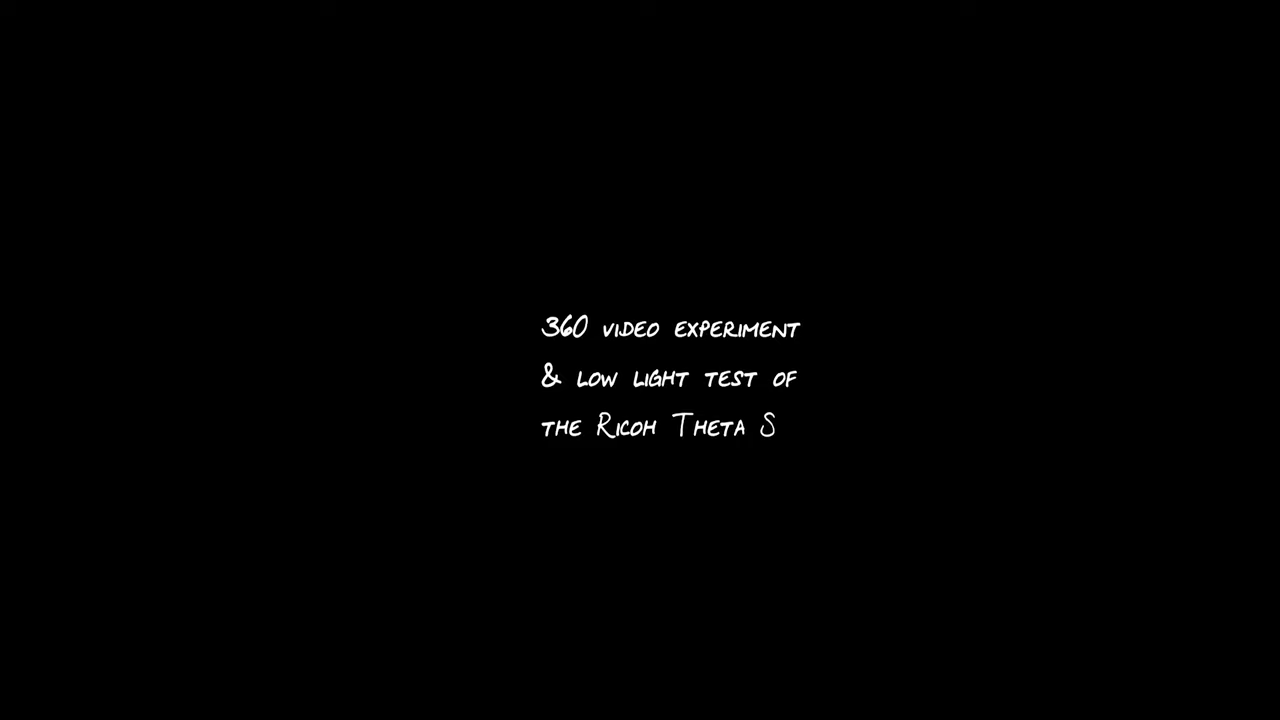 360 video experiment
& low light test of
the Ricoh Theta S